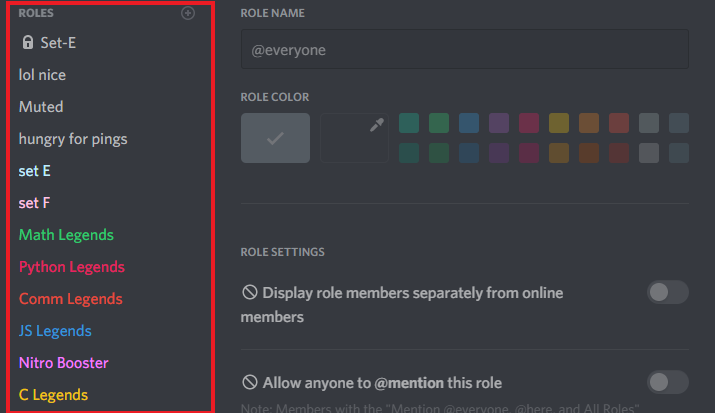 ROLES
Set-E
lol nice
Muted
hungry for pings
set E
set F
Math Legends
Python Legends
Comm Legends
JS Legends
Nitro Booster
C Legends
ROLE NAME
@everyone
ROLE COLOR
ROLE SETTINGS
Display role members separately from online
members
Allow anyone to @mention this role
Note: Members with the "Mention @everyone, @here, and All Roles"